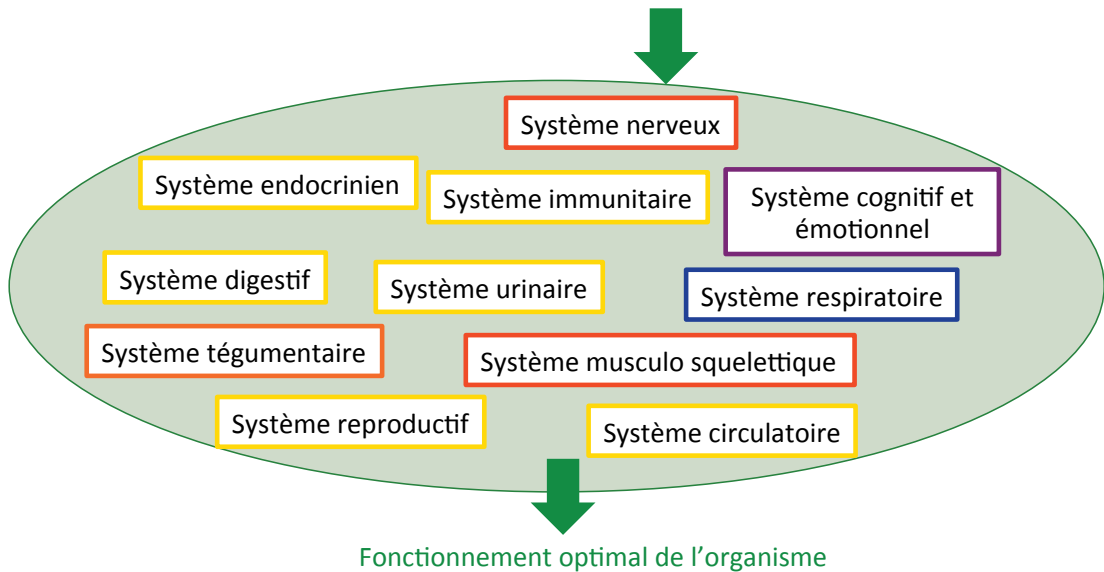 Système nerveux
Système endocrinien
Système immunitaire
Système cognitif et
émotionnel
Système digestif
Système urinaire
Système respiratoire
Système tégumentaire
Système musculo squelettique
Système reproductif
Système circulatoire
Fonctionnement optimal de l’organisme